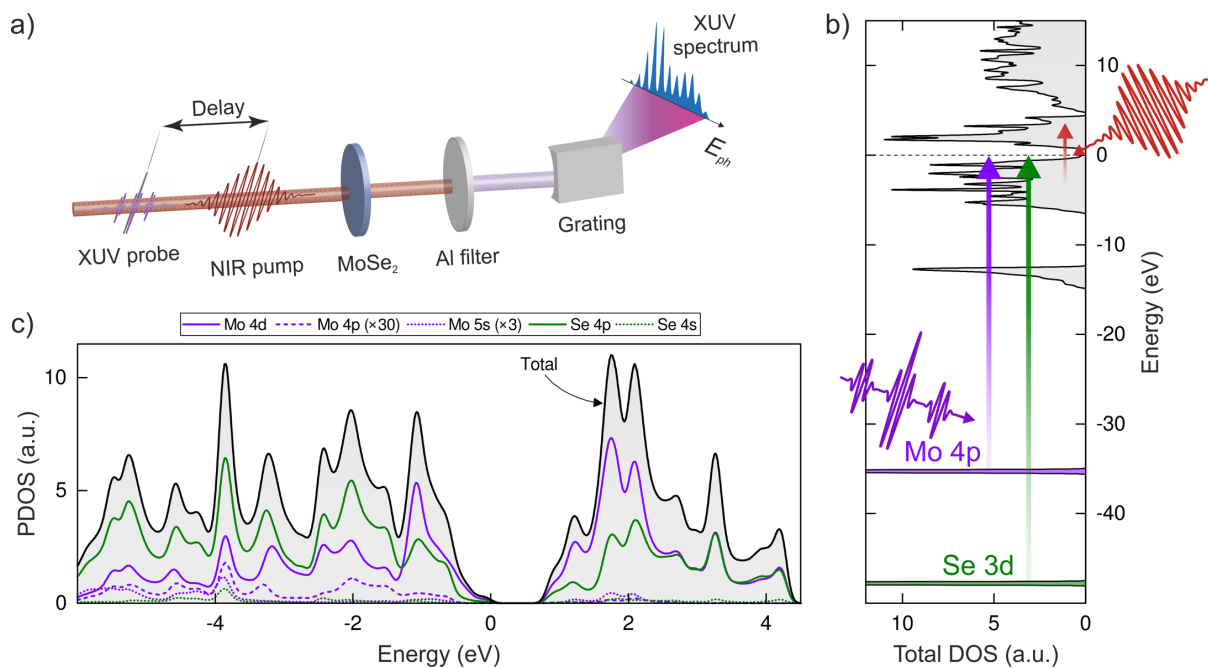 a)
Delay
XUV probe
NIR pump
MoSe₂
Al filter
Grating
XUV
spectrum
E_ph
b)
10
0
-10
-20
-30
-40
Energy (eV)
Mo 4p
Se 3d
10 5 0
Total DOS (a.u.)
c)
Mo 4d Mo 4p (×30) Mo 5s (×3) Se 4p Se 4s
Total
10
5
0
PDOS (a.u.)
-4 -2 0 2 4
Energy (eV)